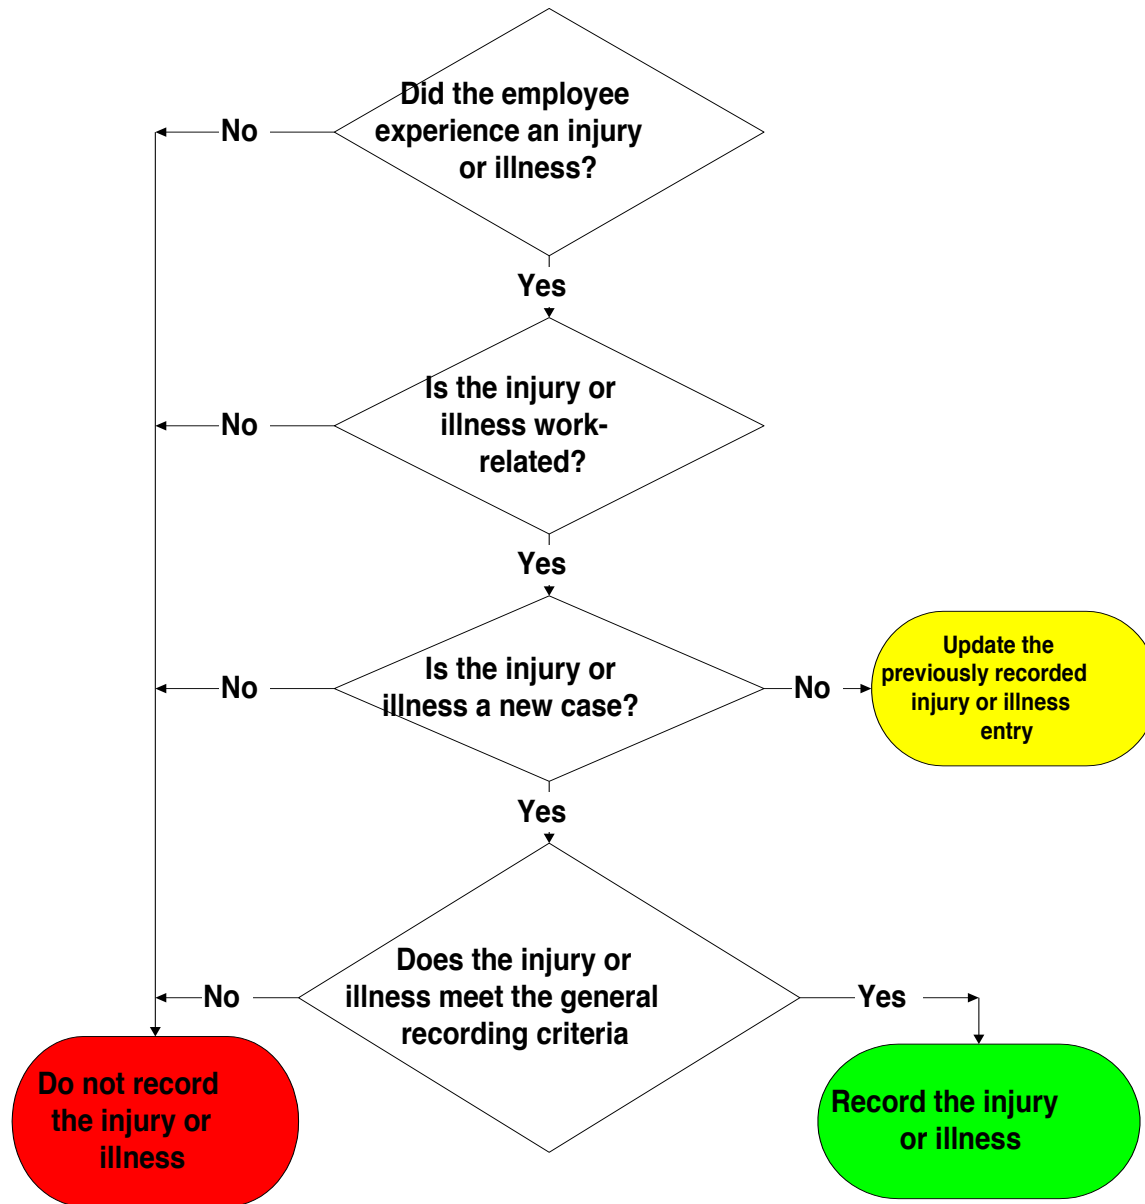 Did the employee
experience an injury
or illness?
No
Yes
Is the injury or
illness work-
related?
No
Yes
Is the injury or
illness a new case?
No
No
Update the
previously recorded
injury or illness
entry
Yes
Does the injury or
illness meet the general
recording criteria
No
Yes
Do not record
the injury or
illness
Record the injury
or illness